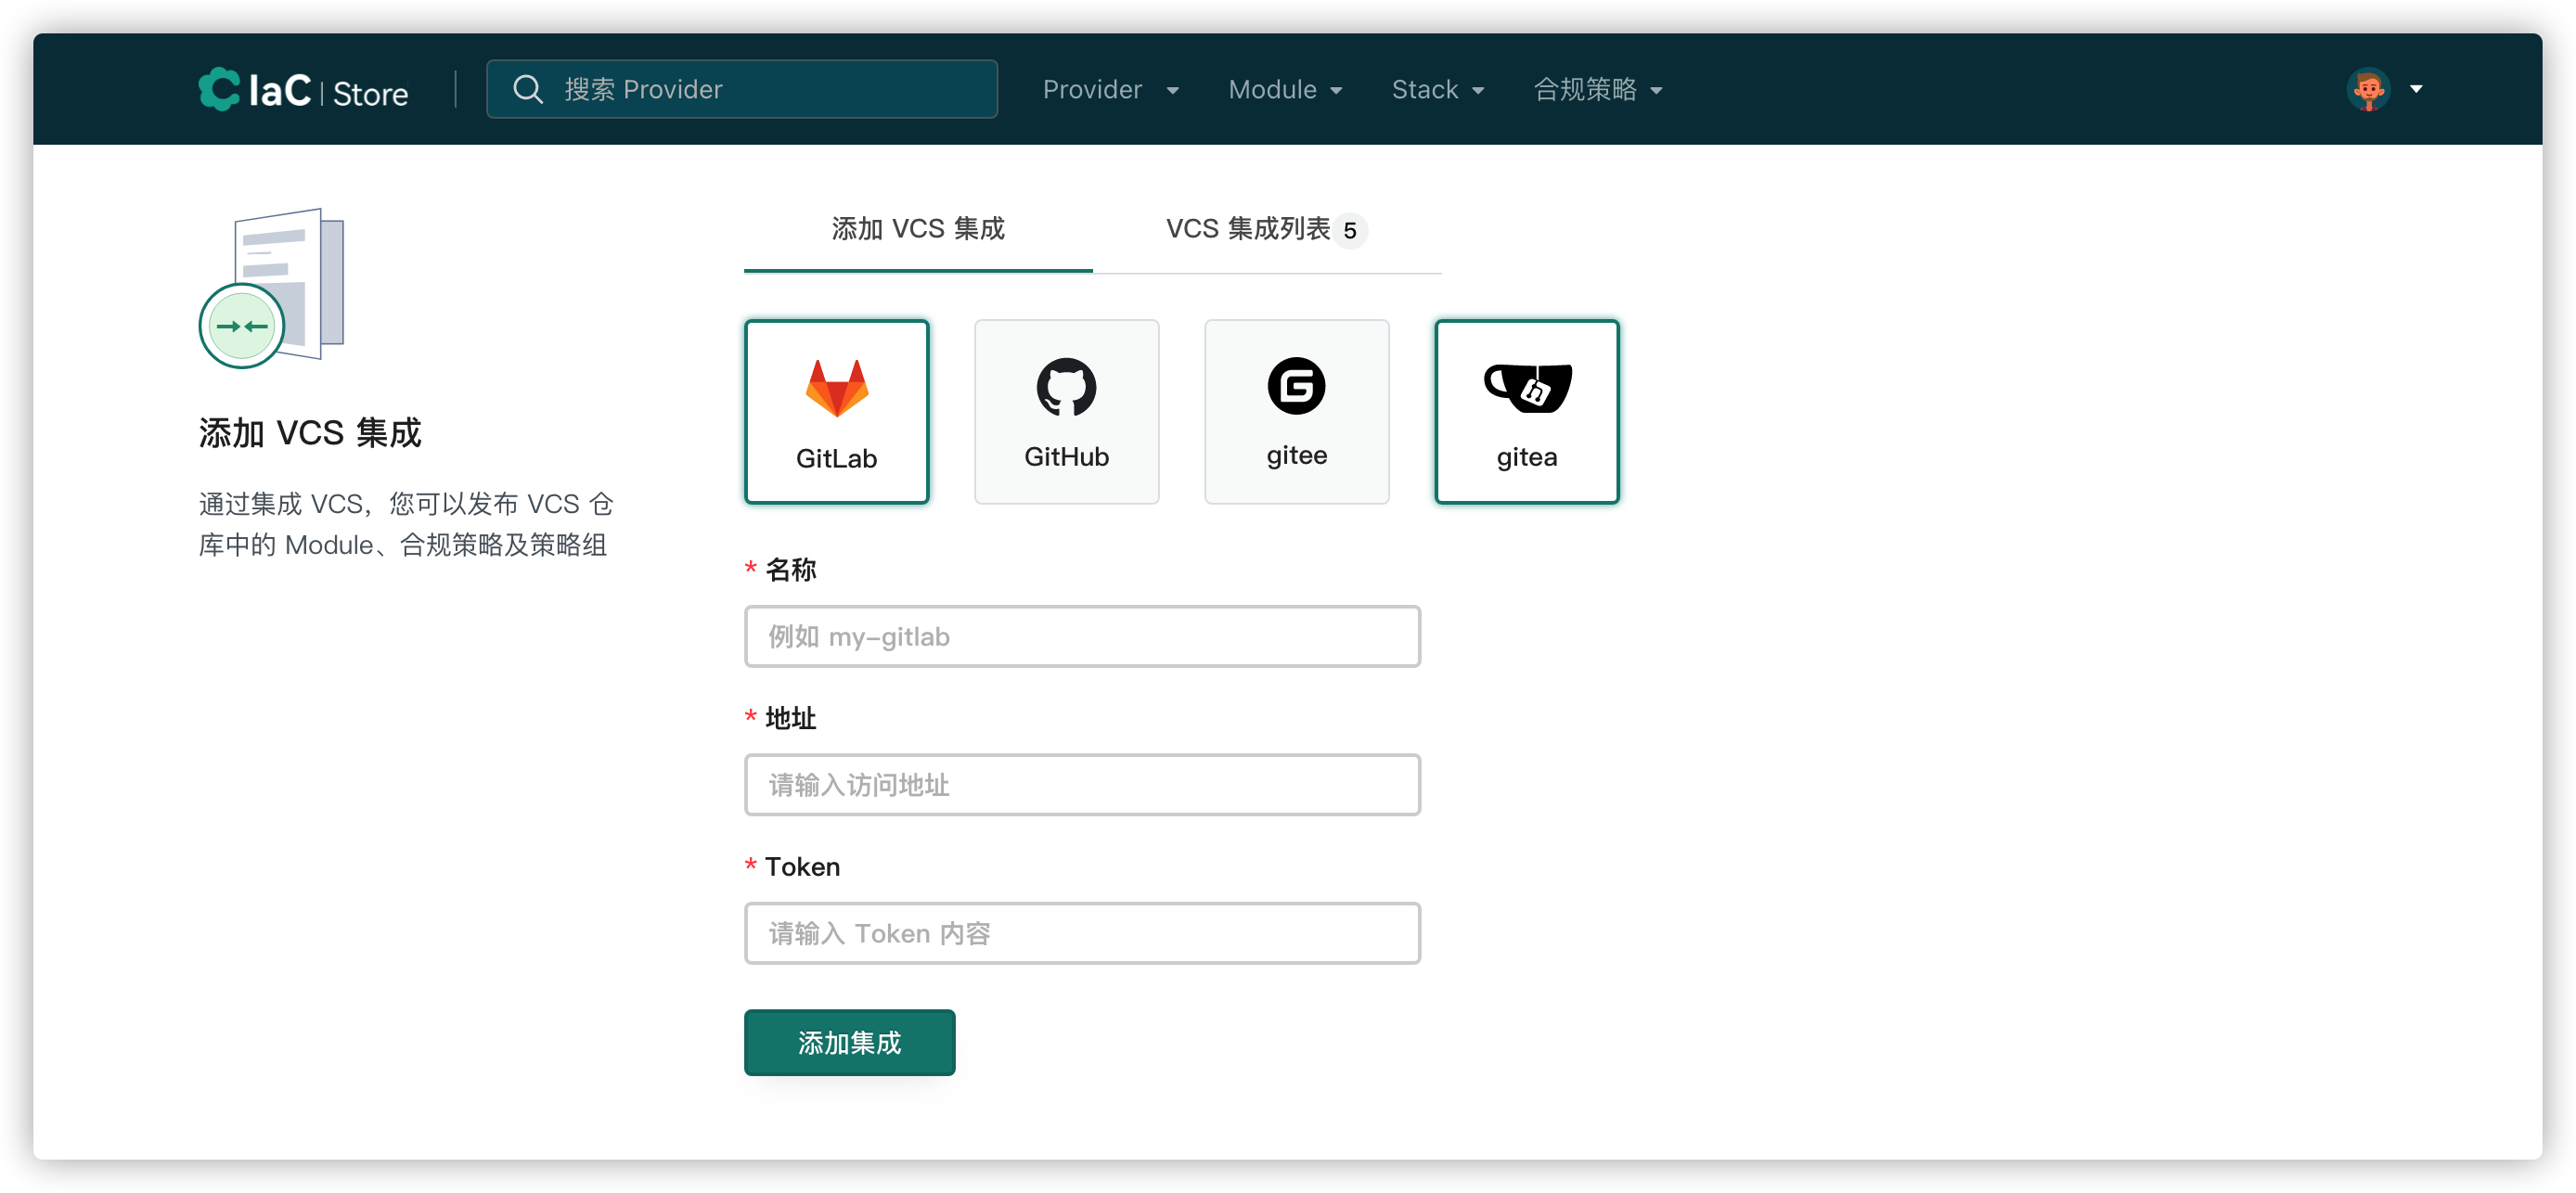 CIaC | Store
搜索 Provider
Provider
Module
Stack
合规策略
添加 VCS 集成
通过集成 VCS，您可以发布 VCS 仓
库中的 Module、合规策略及策略组
添加 VCS 集成
VCS 集成列表 5
GitLab
GitHub
gitee
gitea
* 名称
例如 my-gitlab
* 地址
请输入访问地址
* Token
请输入 Token 内容
添加集成